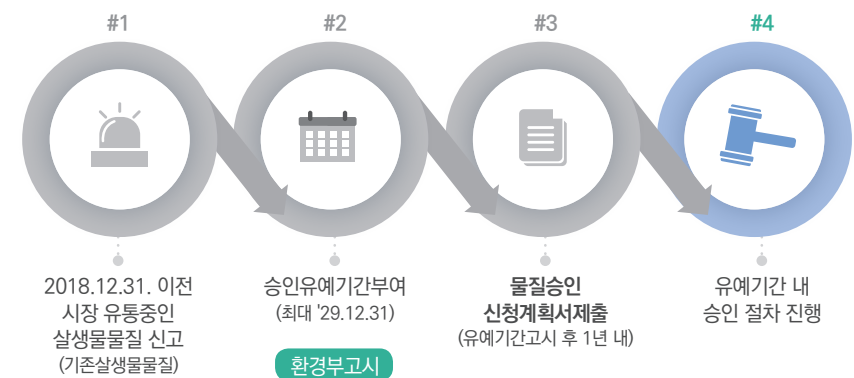 #1
2018.12.31. 이전
시장 유통중인
살생물물질 신고
(기존살생물물질)
#2
승인유예기간부여
(최대 '29.12.31)
환경부고시
#3
물질승인
신청계획서제출
(유예기간고시 후 1년 내)
#4
유예기간 내
승인 절차 진행